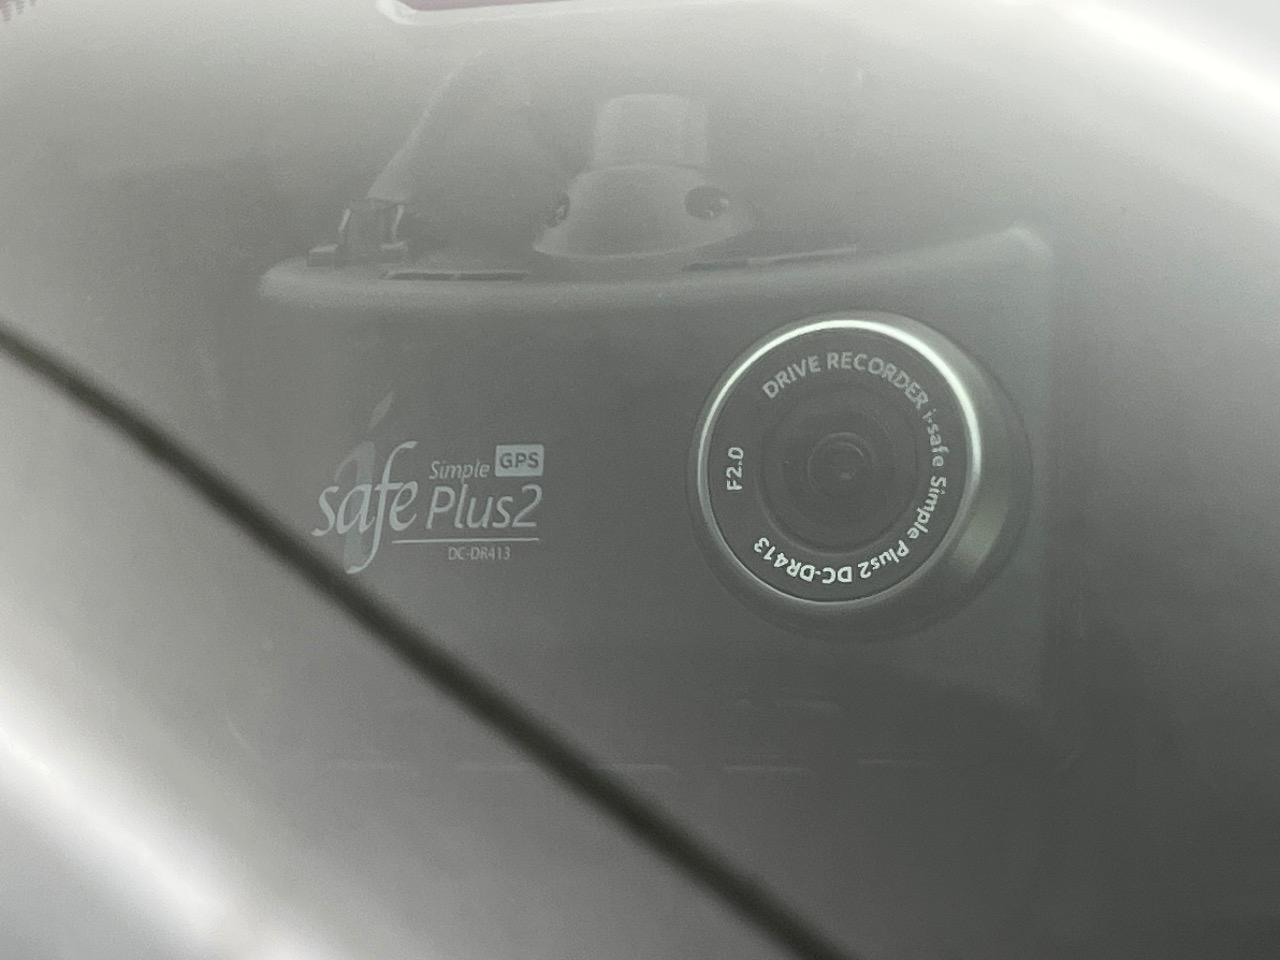 i safe Simple GPS
Plus2
DC-DR413
DRIVE RECORDER i-safe Simple Plus2 DC-DR413
F2.0